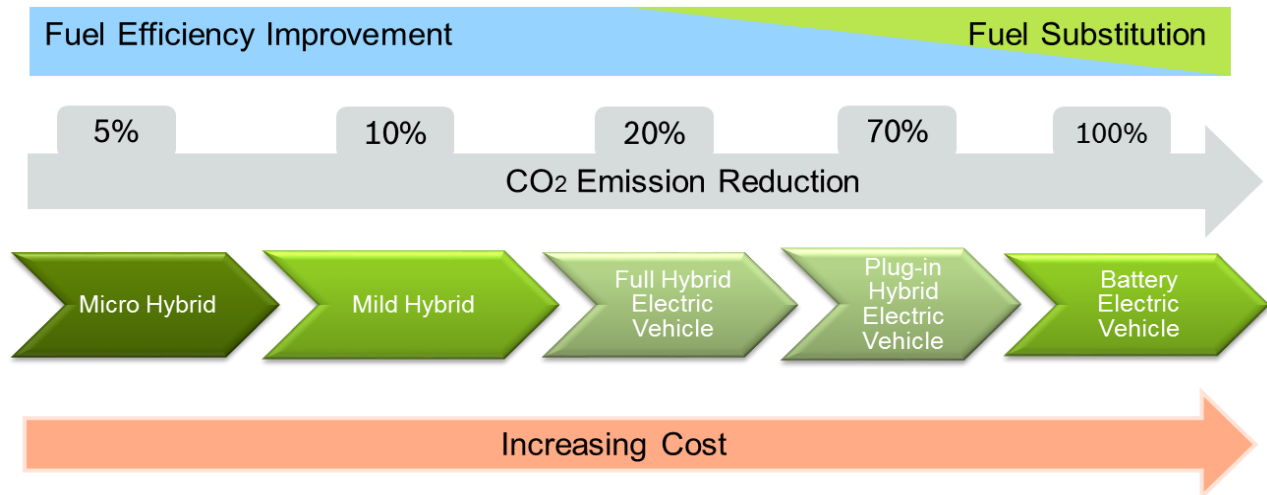 Fuel Efficiency Improvement
Fuel Substitution
5%
10%
20%
70%
100%
CO2 Emission Reduction
Micro Hybrid
Mild Hybrid
Full Hybrid
Electric
Vehicle
Plug-in
Hybrid
Electric
Vehicle
Battery
Electric
Vehicle
Increasing Cost